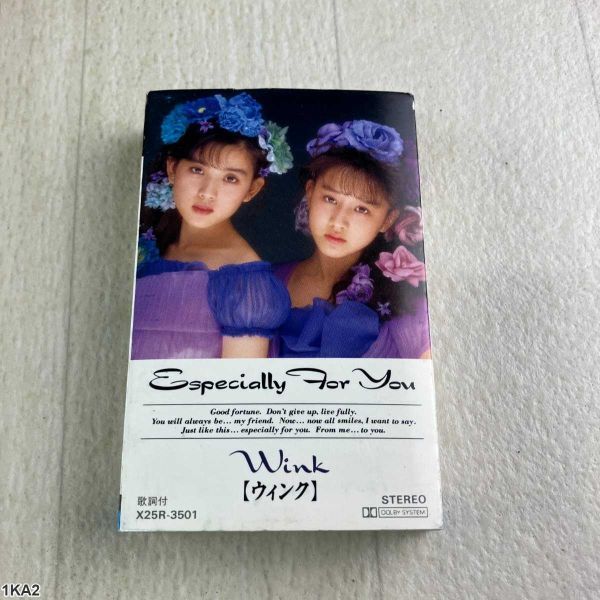 Especially For You
Good fortune. Don't give up, live fully.
You will always be... my friend. Now... now all smiles, I want to say.
Just like this... especially for you. From me... to you.
Wink
【ウィンク】
歌詞付
X25R-3501
STEREO
DOLBY SYSTEM
1KA2